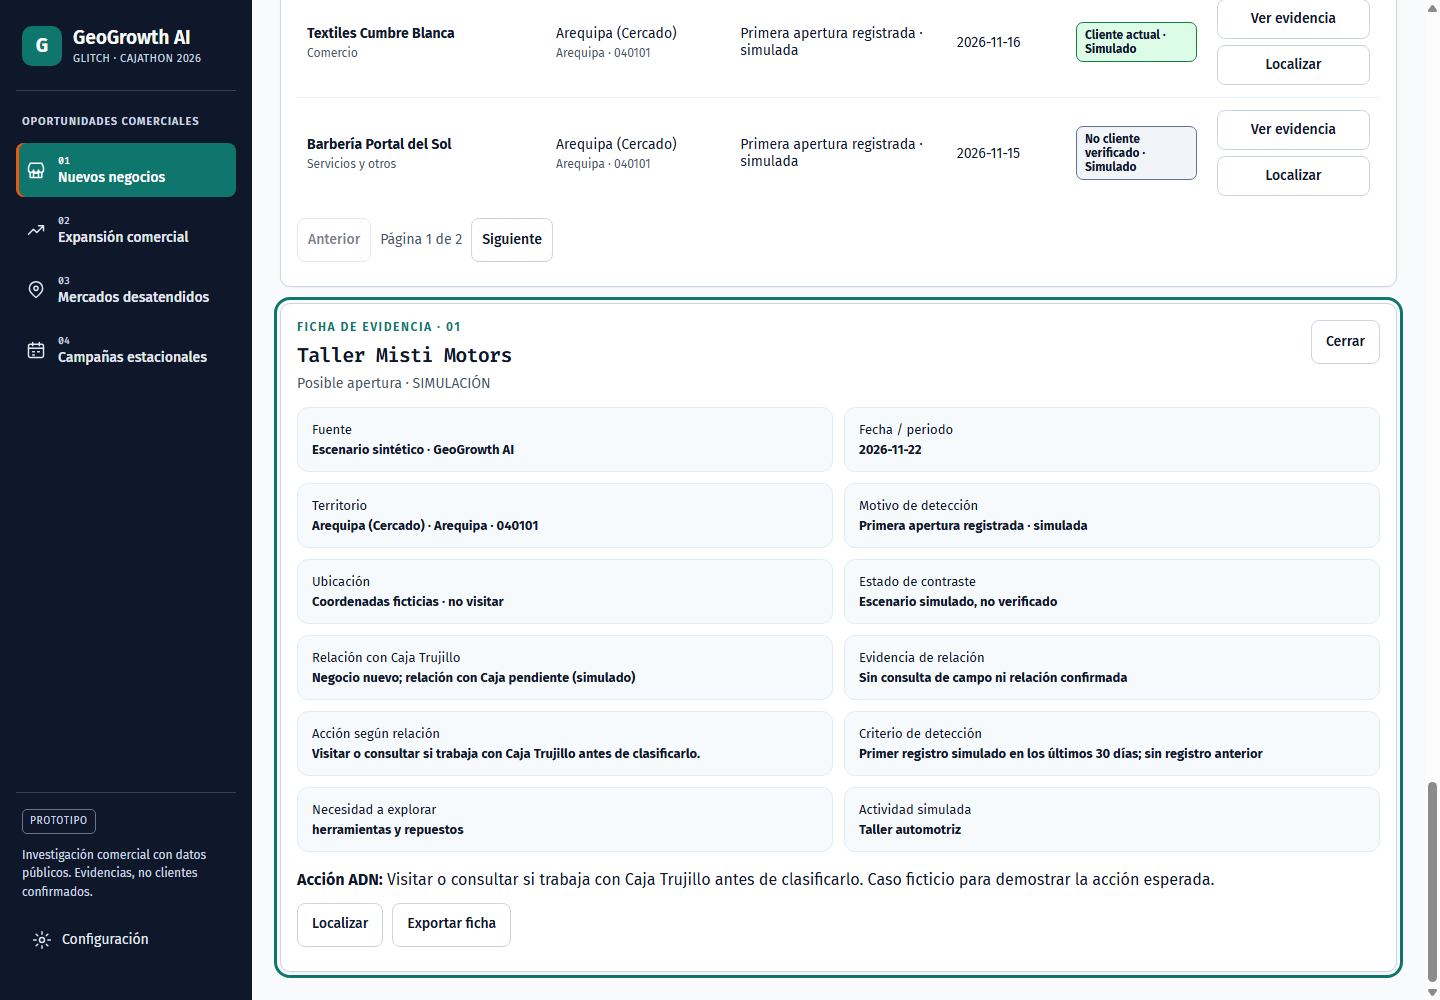 G
GeoGrowth AI
GLITCH · CAJATHON 2026
OPORTUNIDADES COMERCIALES
01
Nuevos negocios
02
Expansión comercial
03
Mercados desatendidos
04
Campañas estacionales
PROTOTIPO
Investigación comercial con datos
públicos. Evidencias, no clientes
confirmados.
Configuración
Textiles Cumbre Blanca
Comercio
Arequipa (Cercado)
Arequipa · 040101
Primera apertura registrada ·
simulada
2026-11-16
Cliente actual ·
Simulado
Ver evidencia
Localizar
Barbería Portal del Sol
Servicios y otros
Arequipa (Cercado)
Arequipa · 040101
Primera apertura registrada ·
simulada
2026-11-15
No cliente
verificado ·
Simulado
Ver evidencia
Localizar
Anterior
Página 1 de 2
Siguiente
FICHA DE EVIDENCIA · 01
Taller Misti Motors
Posible apertura · SIMULACIÓN
Cerrar
Fuente
Escenario sintético · GeoGrowth AI
Fecha / periodo
2026-11-22
Territorio
Arequipa (Cercado) · Arequipa · 040101
Motivo de detección
Primera apertura registrada · simulada
Ubicación
Coordenadas ficticias · no visitar
Estado de contraste
Escenario simulado, no verificado
Relación con Caja Trujillo
Negocio nuevo; relación con Caja pendiente (simulado)
Evidencia de relación
Sin consulta de campo ni relación confirmada
Acción según relación
Visitar o consultar si trabaja con Caja Trujillo antes de clasificarlo.
Criterio de detección
Primer registro simulado en los últimos 30 días; sin registro anterior
Necesidad a explorar
herramientas y repuestos
Actividad simulada
Taller automotriz
Acción ADN: Visitar o consultar si trabaja con Caja Trujillo antes de clasificarlo. Caso ficticio para demostrar la acción esperada.
Localizar
Exportar ficha